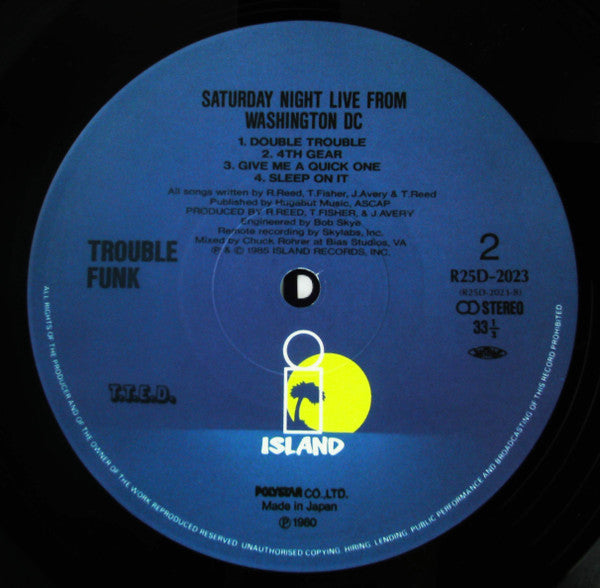 SATURDAY NIGHT LIVE FROM
WASHINGTON DC
1. DOUBLE TROUBLE
2. 4TH GEAR
3. GIVE ME A QUICK ONE
4. SLEEP ON IT
All songs written by R.Reed, T.Fisher, J.Avery & T.Reed
Published by Hugabut Music, ASCAP
PRODUCED BY R.REED, T.FISHER, & J.AVERY
Engineered by Bob Skye
Remote recording by Skylabs, Inc.
Mixed by Chuck Rohrer at Bias Studios, VA
Ⓟ & © 1985 ISLAND RECORDS, INC.
TROUBLE
FUNK
2
R25D-2023
(R25D-2023-B)
STEREO
33 1/3
T.T.E.D.
i
ISLAND
POLYSTAR CO.,LTD.
Made in Japan
Ⓟ 1980
ALL RIGHTS OF THE PRODUCER AND OF THE OWNER OF THE WORK REPRODUCED RESERVED. UNAUTHORISED COPYING, HIRING, LENDING, PUBLIC PERFORMANCE AND BROADCASTING OF THIS RECORD PROHIBITED.